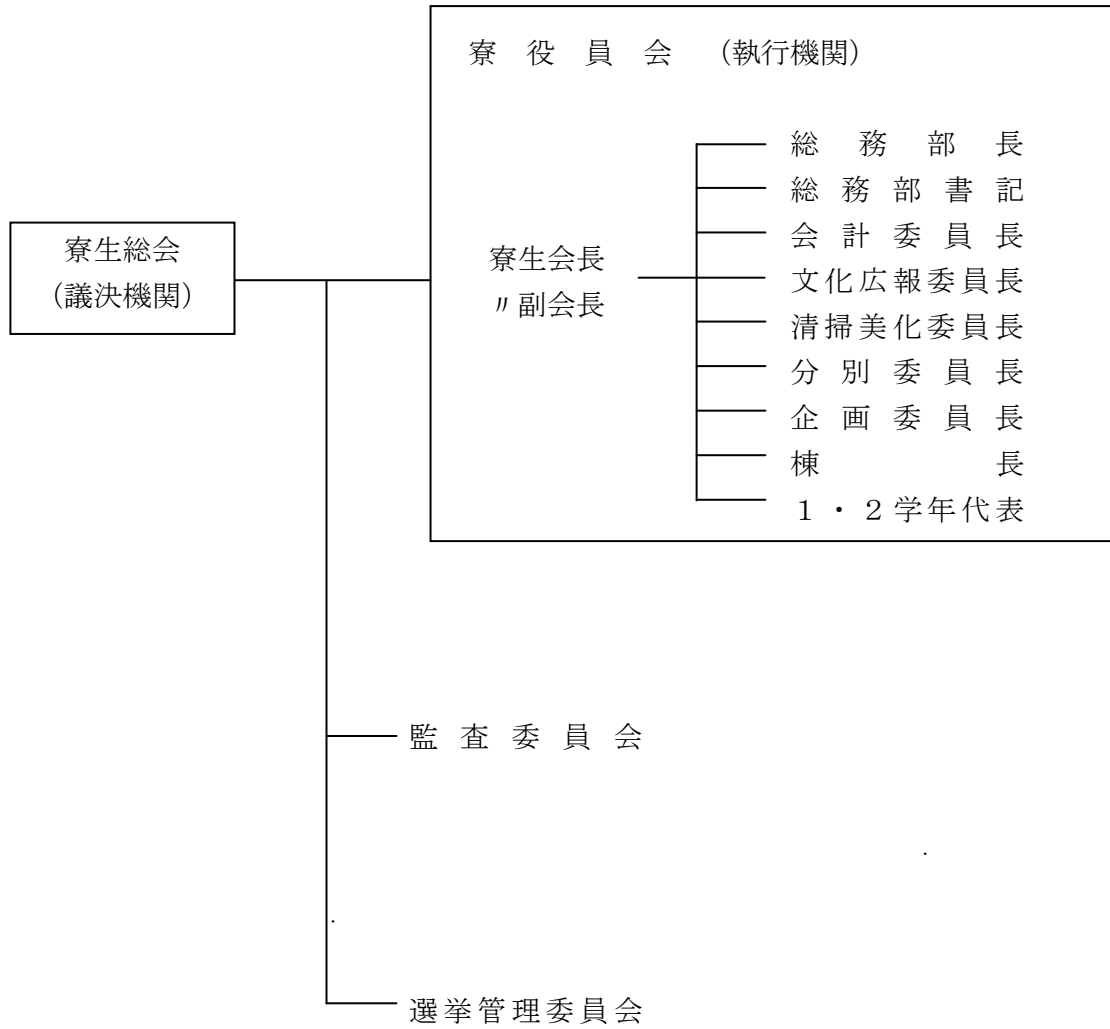 寮役員会 (執行機関)
総務部長
総務部書記
寮生総会
(議決機関)
会計委員長
寮生会長
〃副会長
文化広報委員長
清掃美化委員長
分別委員長
企画委員長
棟長
１・２学年代表
監査委員会
選挙管理委員会